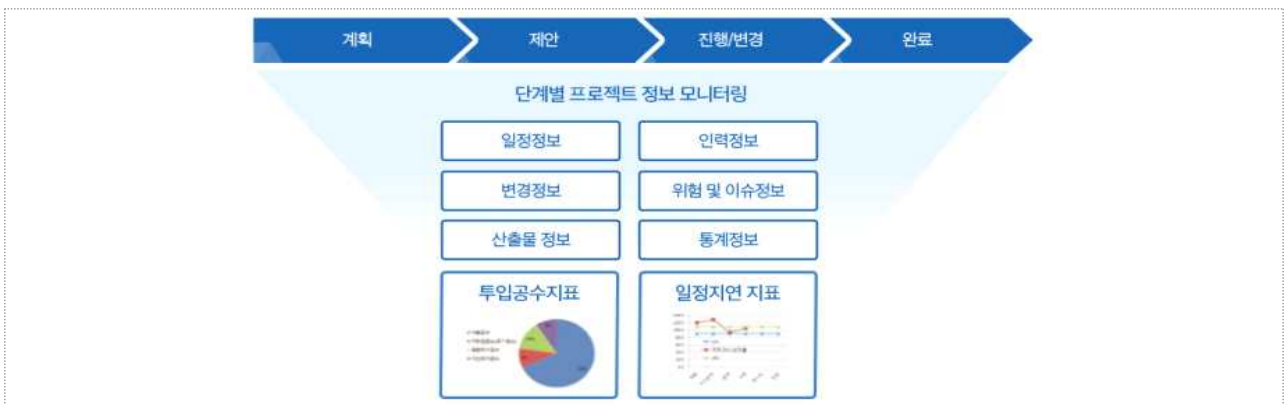 계획 제안 진행/변경 완료
단계별 프로젝트 정보 모니터링
일정정보 인력정보
변경정보 위험 및 이슈정보
산출물 정보 통계정보
투입공수지표 일정지연 지표